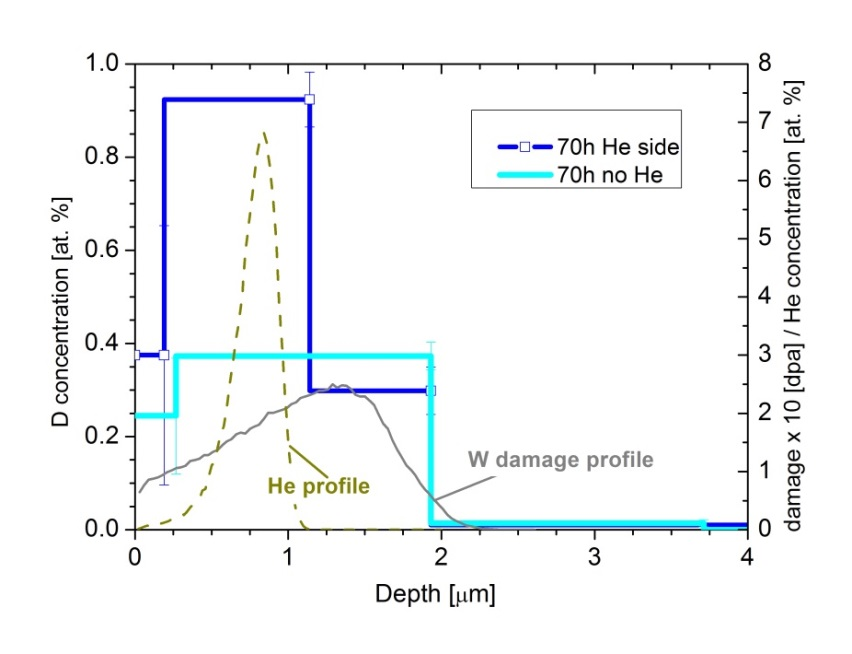 1.0
0.8
0.6
0.4
0.2
0.0
D concentration [at. %]
0 1 2 3 4
Depth [μm]
8
7
6
5
4
3
2
1
0
damage x 10 [dpa] / He concentration [at. %]
70h He side
70h no He
He profile
W damage profile